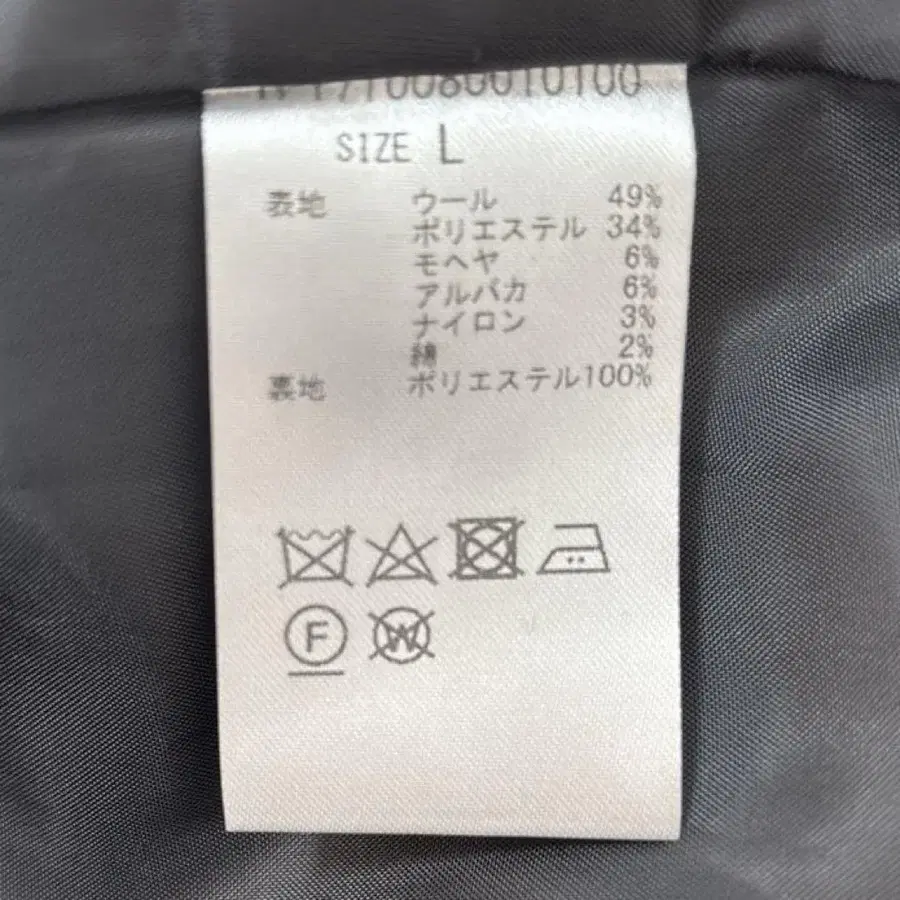 SIZE L
表地 ウール 49%
ポリエステル 34%
モヘヤ 6%
アルパカ 6%
ナイロン 3%
綿 2%
裏地 ポリエステル100%
F W